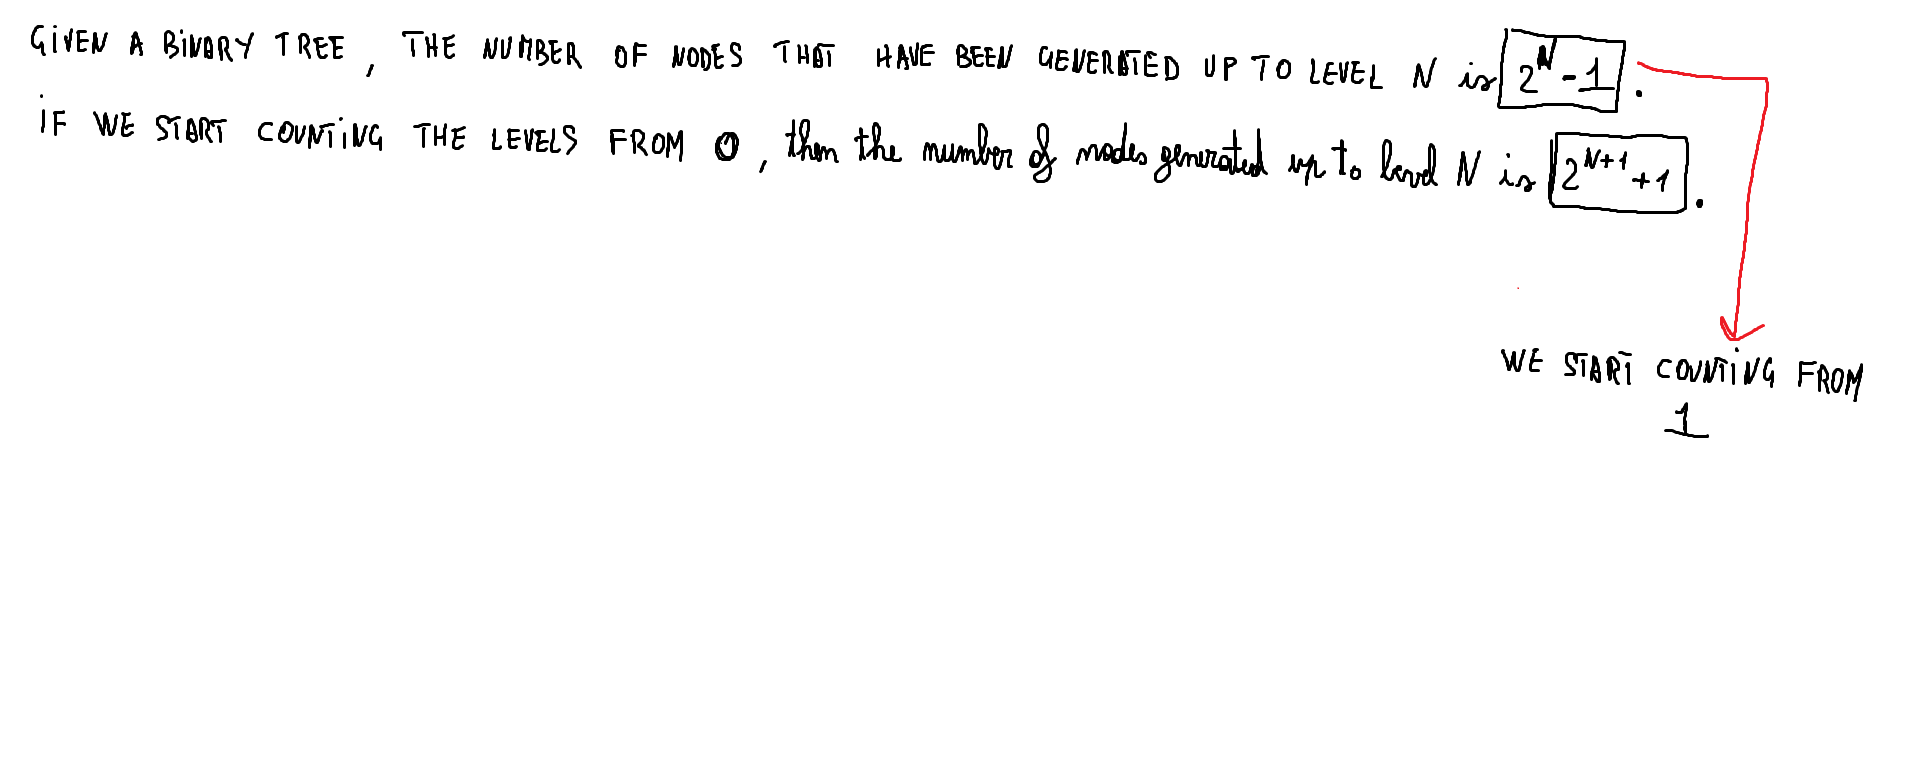 GIVEN A BINARY TREE, THE NUMBER OF NODES THAT HAVE BEEN GENERATED UP TO LEVEL N is 2^N - 1.
IF WE START COUNTING THE LEVELS FROM 0, then the number of nodes generated up to level N is 2^N+1 + 1.
WE START COUNTING FROM
1